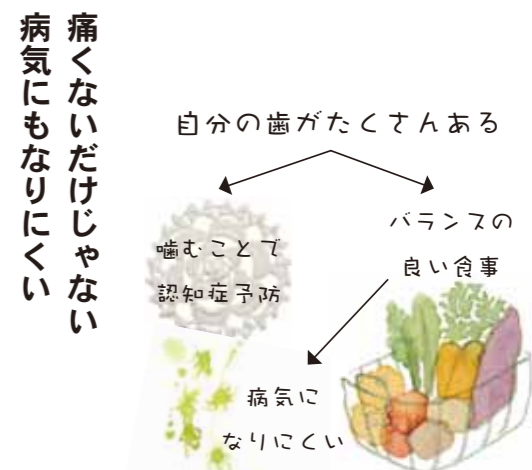 痛くないだけじゃない
病気にもなりにくい
自分の歯がたくさんある
噛むことで
認知症予防
バランスの
良い食事
病気に
なりにくい